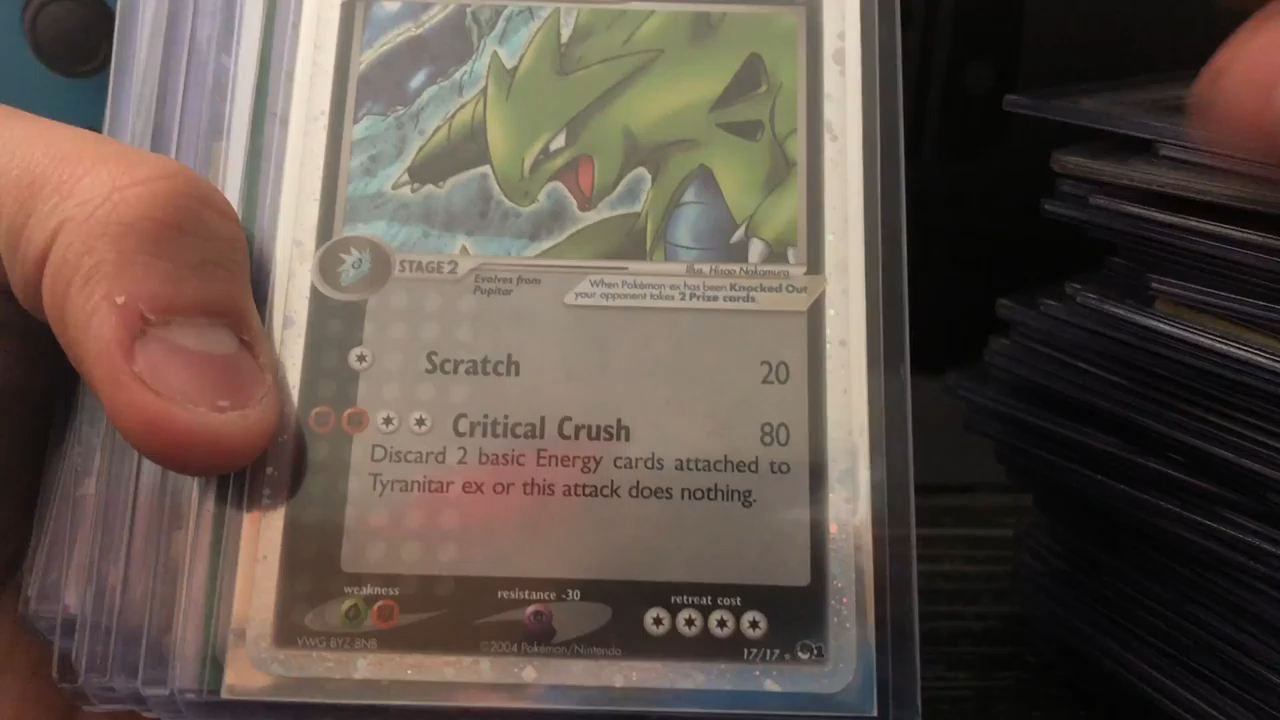 STAGE2
Evolves from
Pupitar
Illus. Hisao Nakamura
When Pokémon-ex has been Knocked Out
your opponent takes 2 Prize cards.
Scratch 20
Critical Crush 80
Discard 2 basic Energy cards attached to
Tyranitar ex or this attack does nothing.
weakness resistance -30 retreat cost
VWG-BYZ-8NB ©2004 Pokémon/Nintendo 17/17